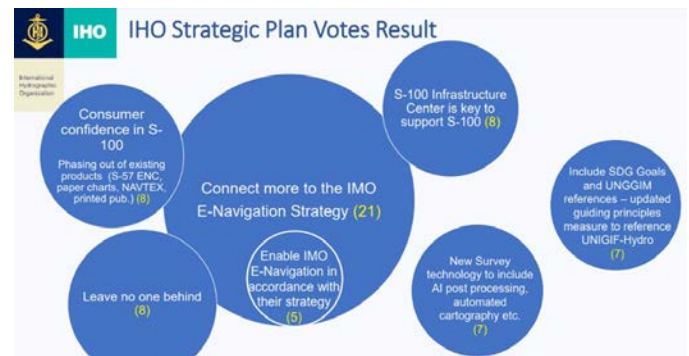 IHO
IHO Strategic Plan Votes Result
International
Hydrographic
Organization
Consumer
confidence in S-
100
Phasing out of existing
products (S-57 ENC,
paper charts, NAVTEX,
printed pub.) (8)
S-100 Infrastructure
Center is key to
support S-100 (8)
Connect more to the IMO
E-Navigation Strategy (21)
Include SDG Goals
and UNGGIM
references – updated
guiding principles
measure to reference
UNIGIF-Hydro
(7)
Enable IMO
E-Navigation in
accordance with
their strategy
(5)
New Survey
technology to include
AI post processing,
automated
cartography etc.
(7)
Leave no one behind
(8)